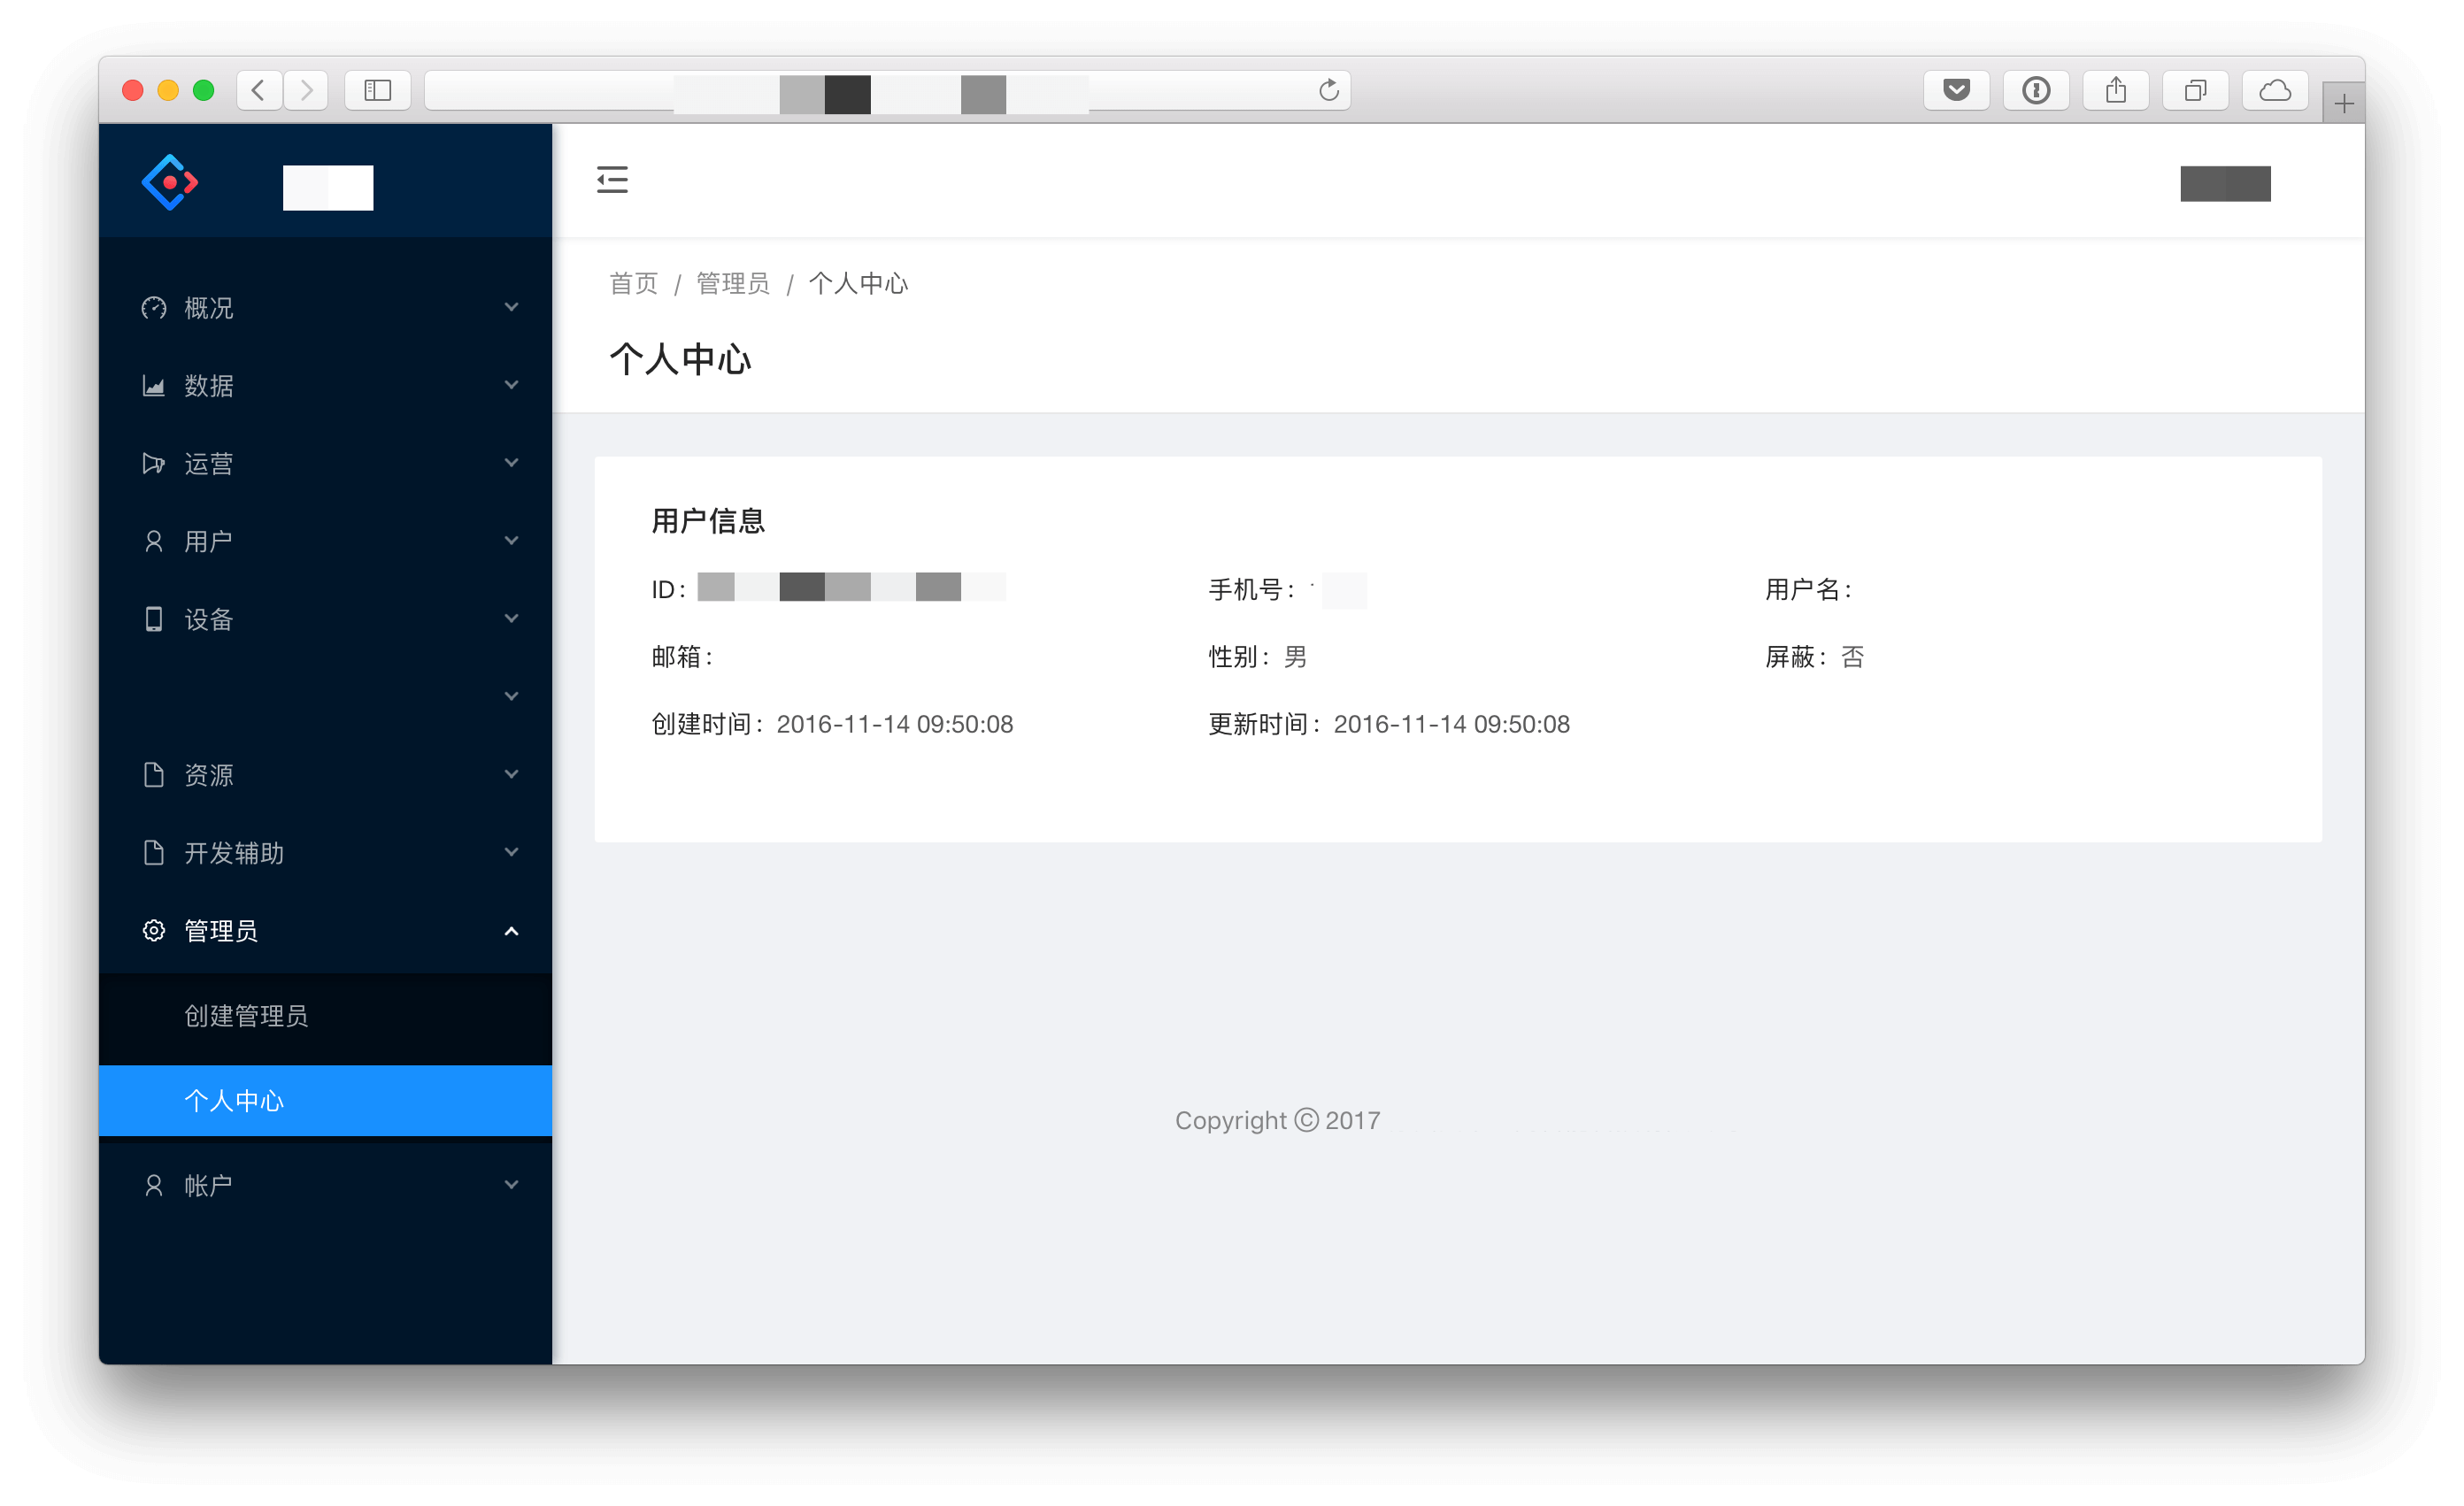 概况
数据
运营
用户
设备
资源
开发辅助
管理员
创建管理员
个人中心
帐户
首页 / 管理员 / 个人中心
个人中心
用户信息
ID： 手机号： 用户名：
邮箱： 性别：男 屏蔽：否
创建时间：2016-11-14 09:50:08 更新时间：2016-11-14 09:50:08
Copyright © 2017